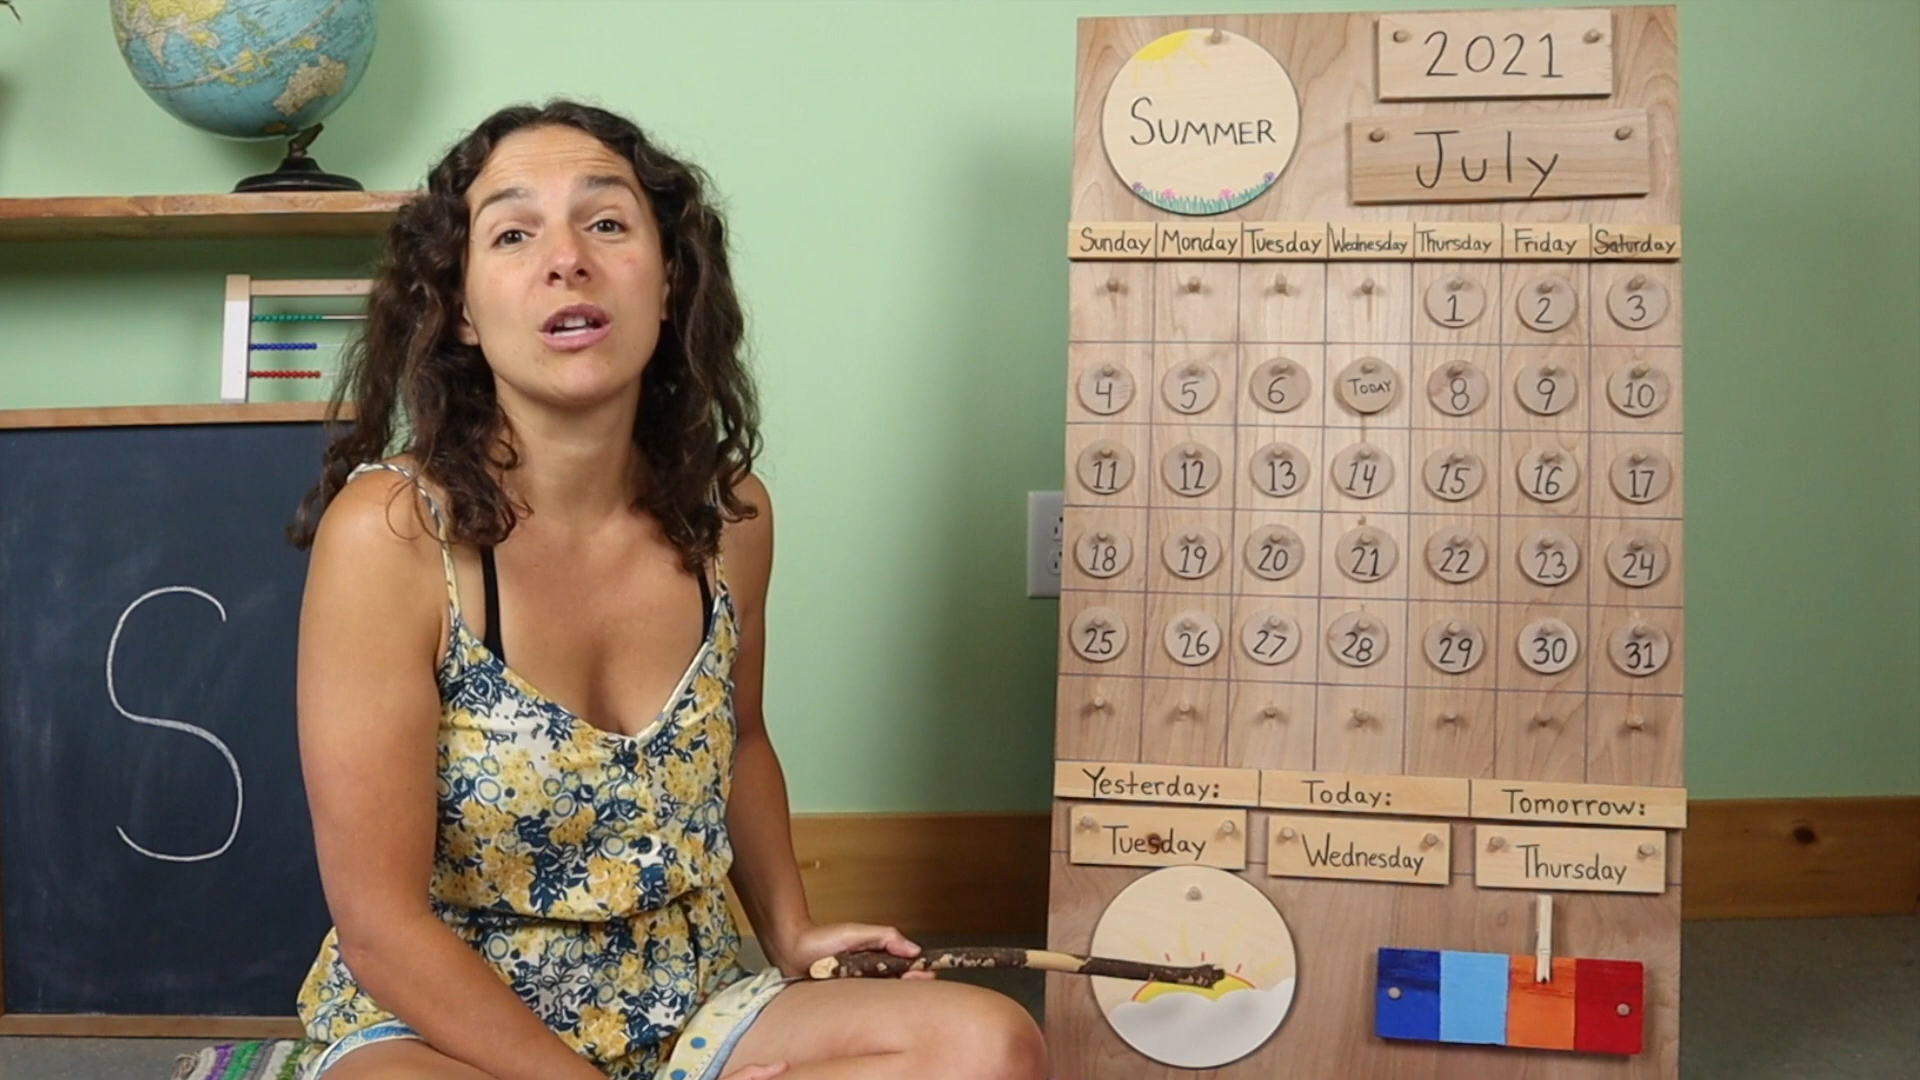 S
SUMMER
2021
July
Sunday Monday Tuesday Wednesday Thursday Friday Saturday
1 2 3
4 5 6 TODAY 8 9 10
11 12 13 14 15 16 17
18 19 20 21 22 23 24
25 26 27 28 29 30 31
Yesterday: Today: Tomorrow:
Tuesday Wednesday Thursday